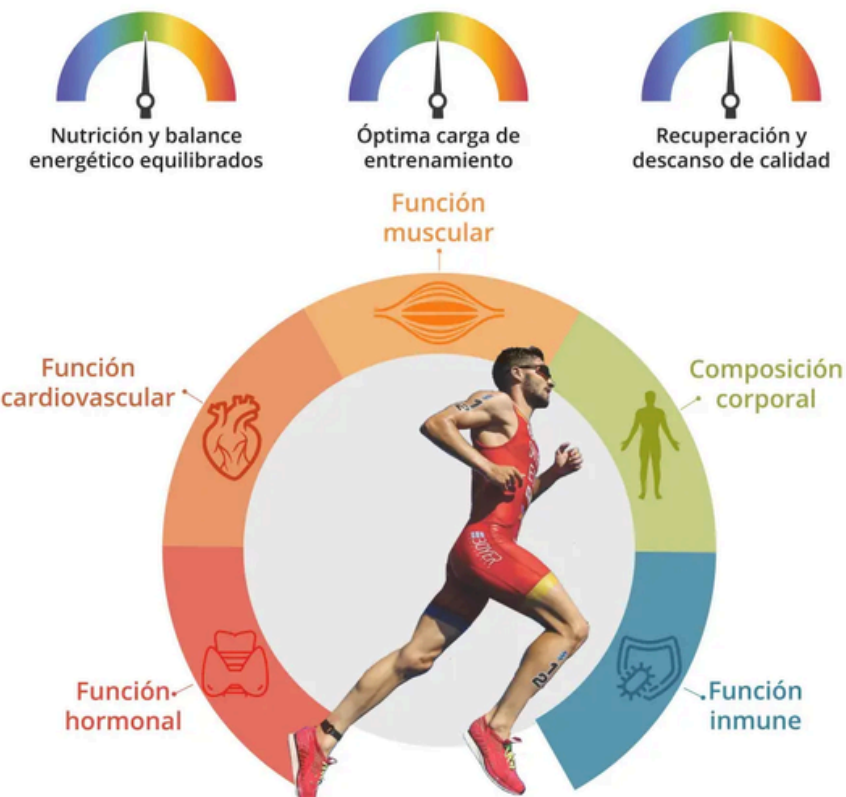 Nutrición y balance
energético equilibrados
Óptima carga de
entrenamiento
Recuperación y
descanso de calidad
Función
muscular
Función
cardiovascular
Composición
corporal
Función
hormonal
Función
inmune